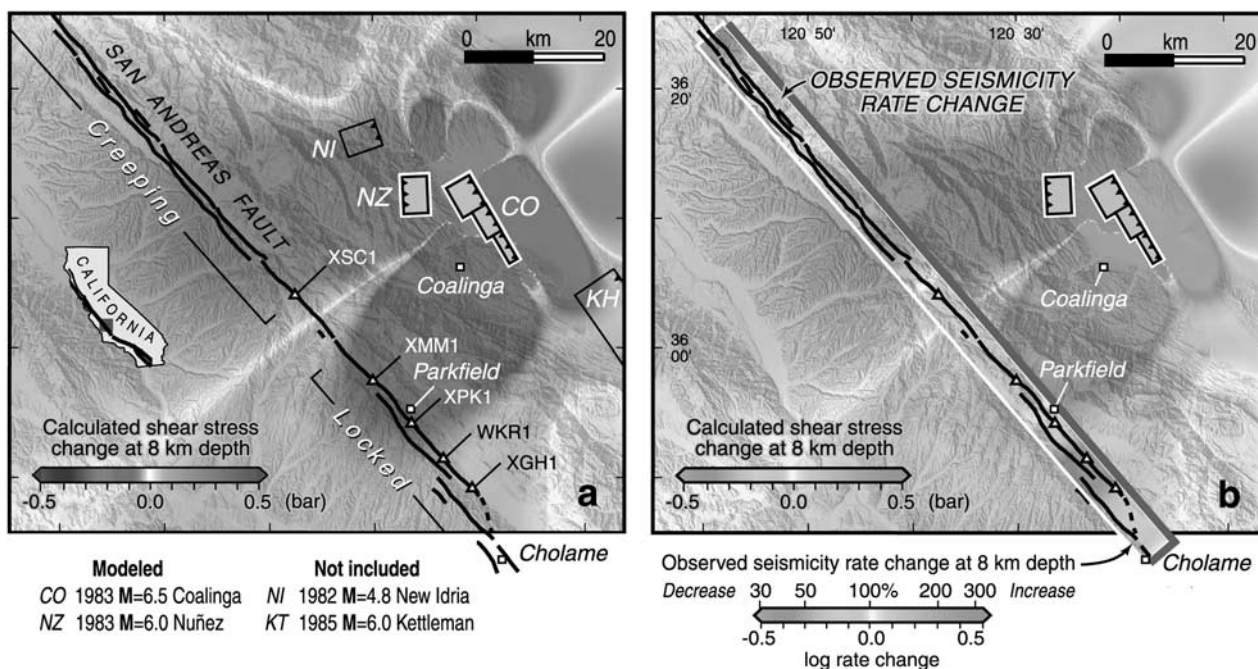 0 km 20
SAN ANDREAS FAULT
Creeping
NI
NZ
CO
KH
XSC1
Coalinga
CALIFORNIA
XMM1
Parkfield
XPK1
Locked
WKR1
XGH1
Calculated shear stress
change at 8 km depth
-0.5 0.0 0.5 (bar)
a
Cholame
Modeled
CO 1983 M=6.5 Coalinga
NZ 1983 M=6.0 Nuñez
Not included
NI 1982 M=4.8 New Idria
KT 1985 M=6.0 Kettleman
120 50' 120 30'
0 km 20
36
20'
OBSERVED SEISMICITY
RATE CHANGE
Coalinga
36
00'
Parkfield
Calculated shear stress
change at 8 km depth
-0.5 0.0 0.5 (bar)
b
Observed seismicity rate change at 8 km depth
Cholame
Decrease Increase
30 50 100% 200 300
-0.5 0.0 0.5
log rate change